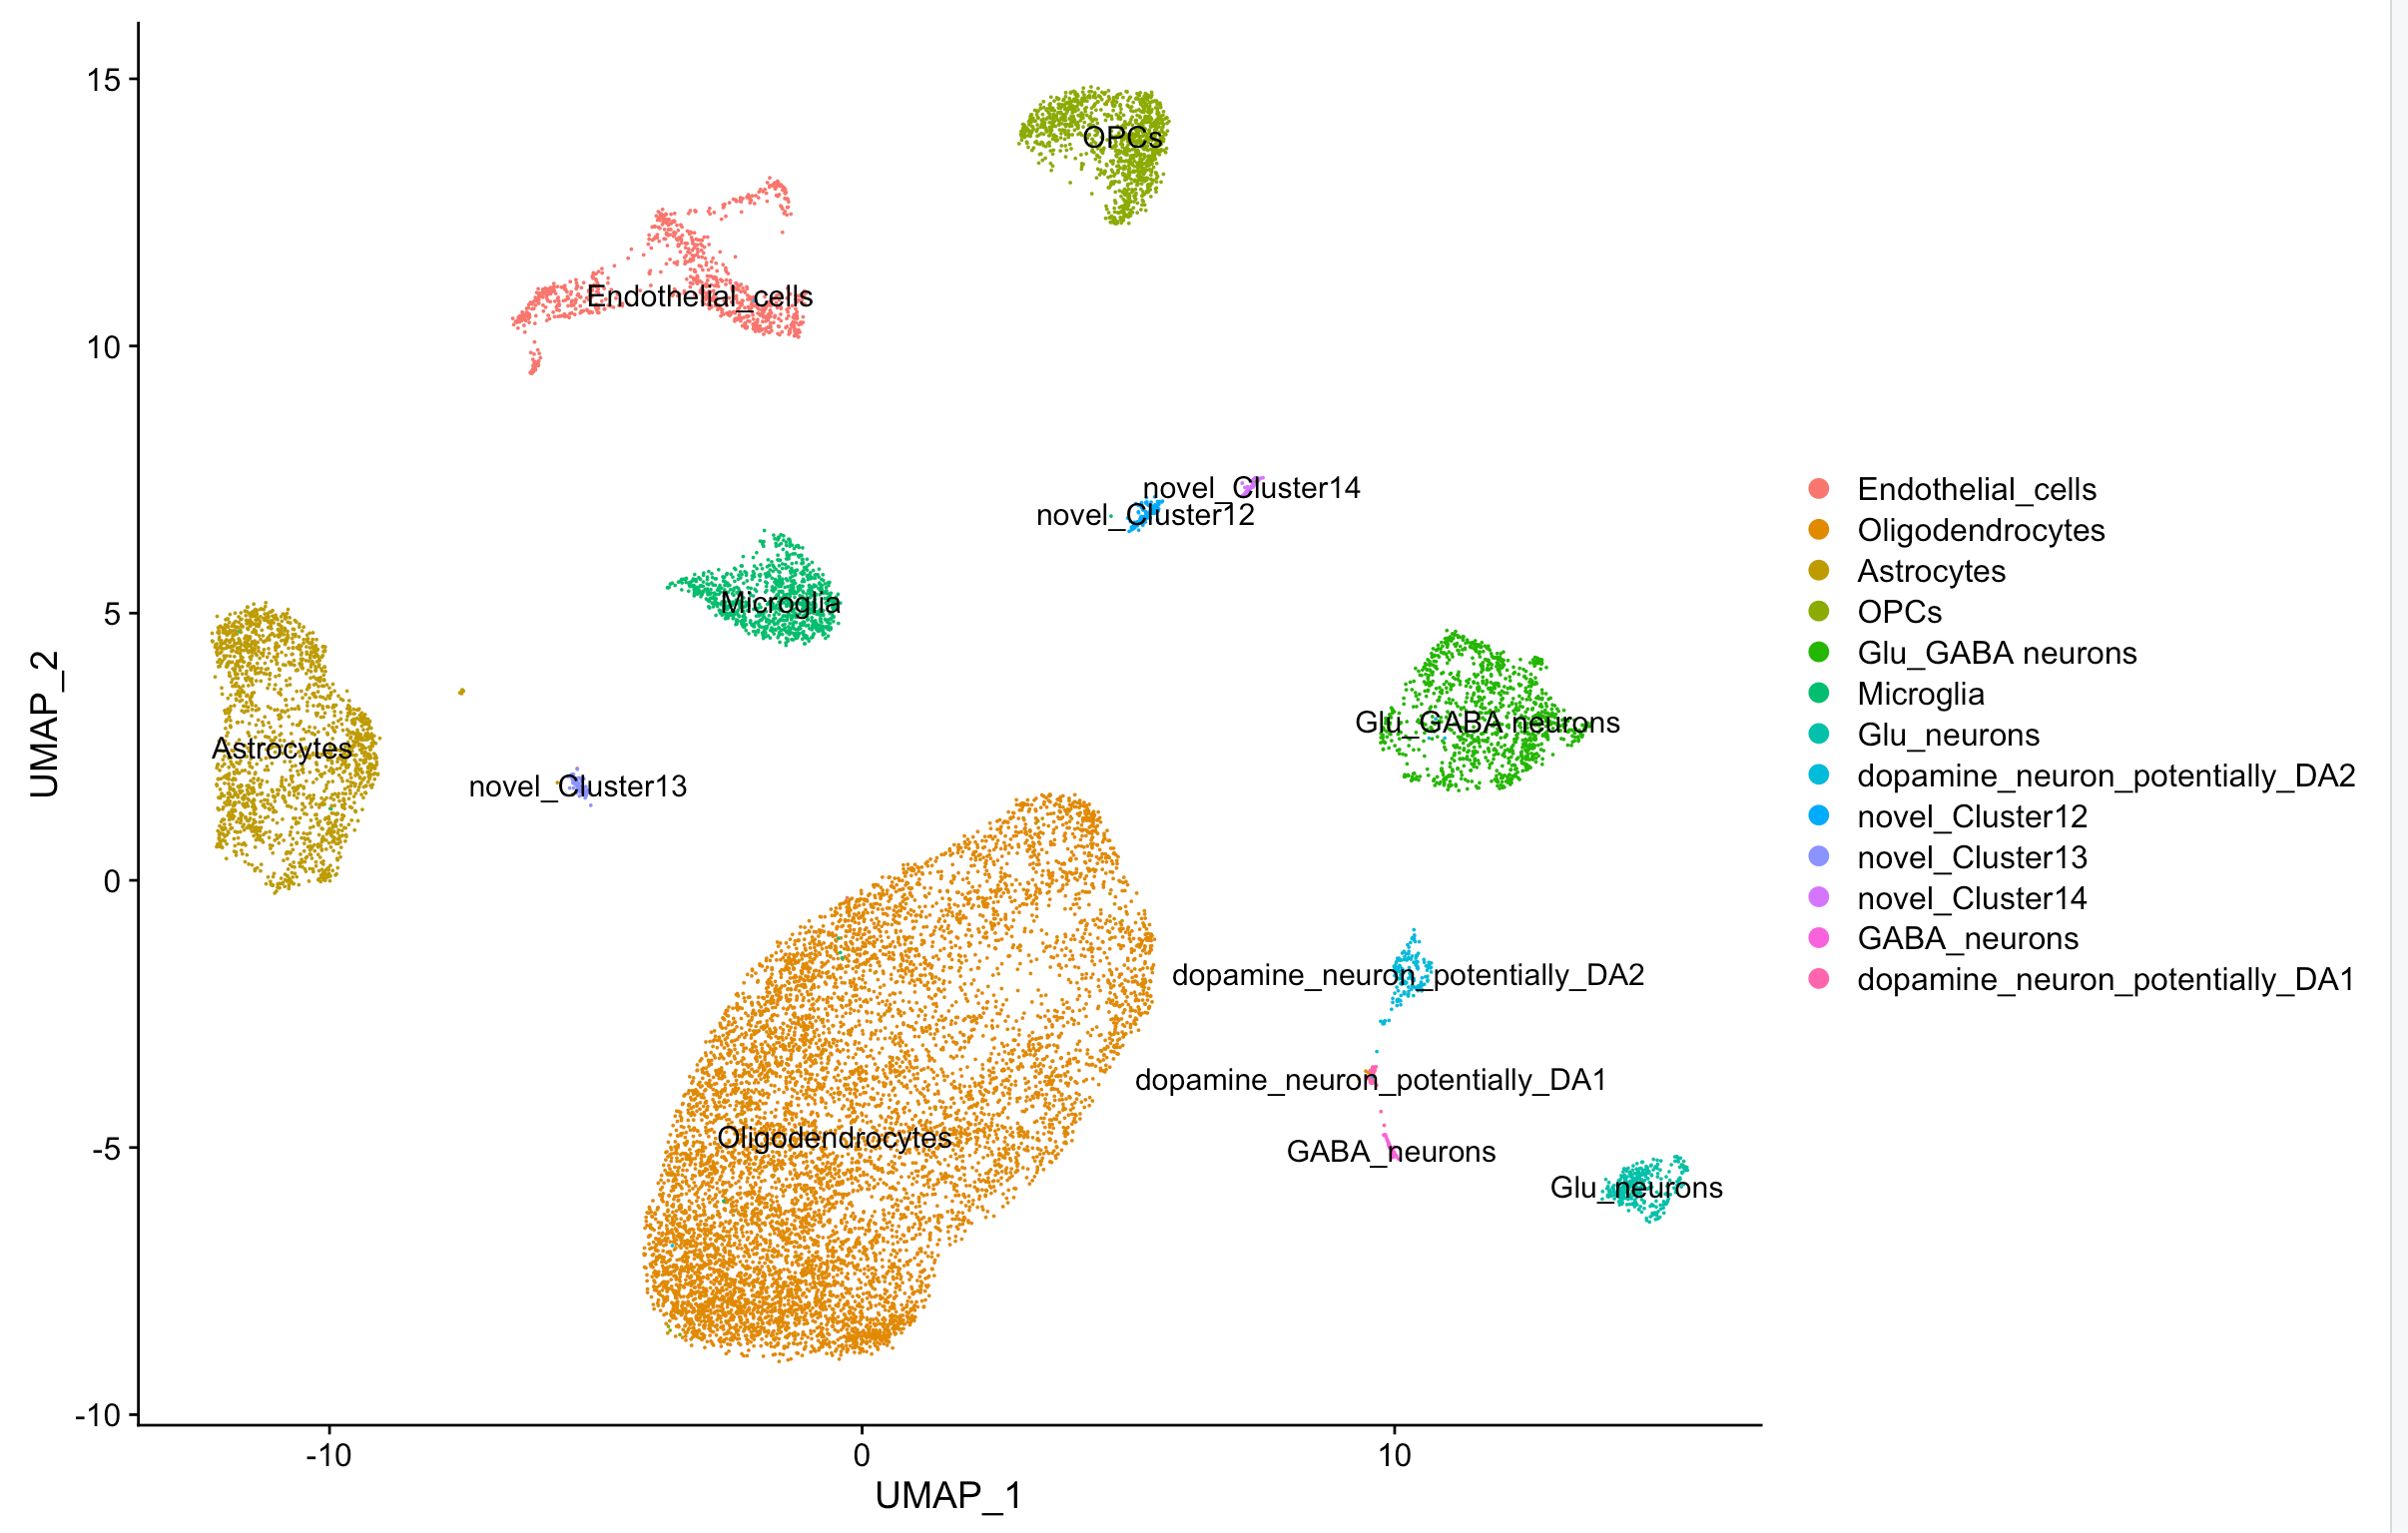 15
10
5
0
-5
-10
UMAP_2
-10
0
10
UMAP_1
OPCs
Endothelial_cells
novel_Cluster14
novel_Cluster12
Microglia
Glu_GABA neurons
Astrocytes
novel_Cluster13
dopamine_neuron_potentially_DA2
dopamine_neuron_potentially_DA1
Oligodendrocytes
GABA_neurons
Glu_neurons
Endothelial_cells
Oligodendrocytes
Astrocytes
OPCs
Glu_GABA neurons
Microglia
Glu_neurons
dopamine_neuron_potentially_DA2
novel_Cluster12
novel_Cluster13
novel_Cluster14
GABA_neurons
dopamine_neuron_potentially_DA1